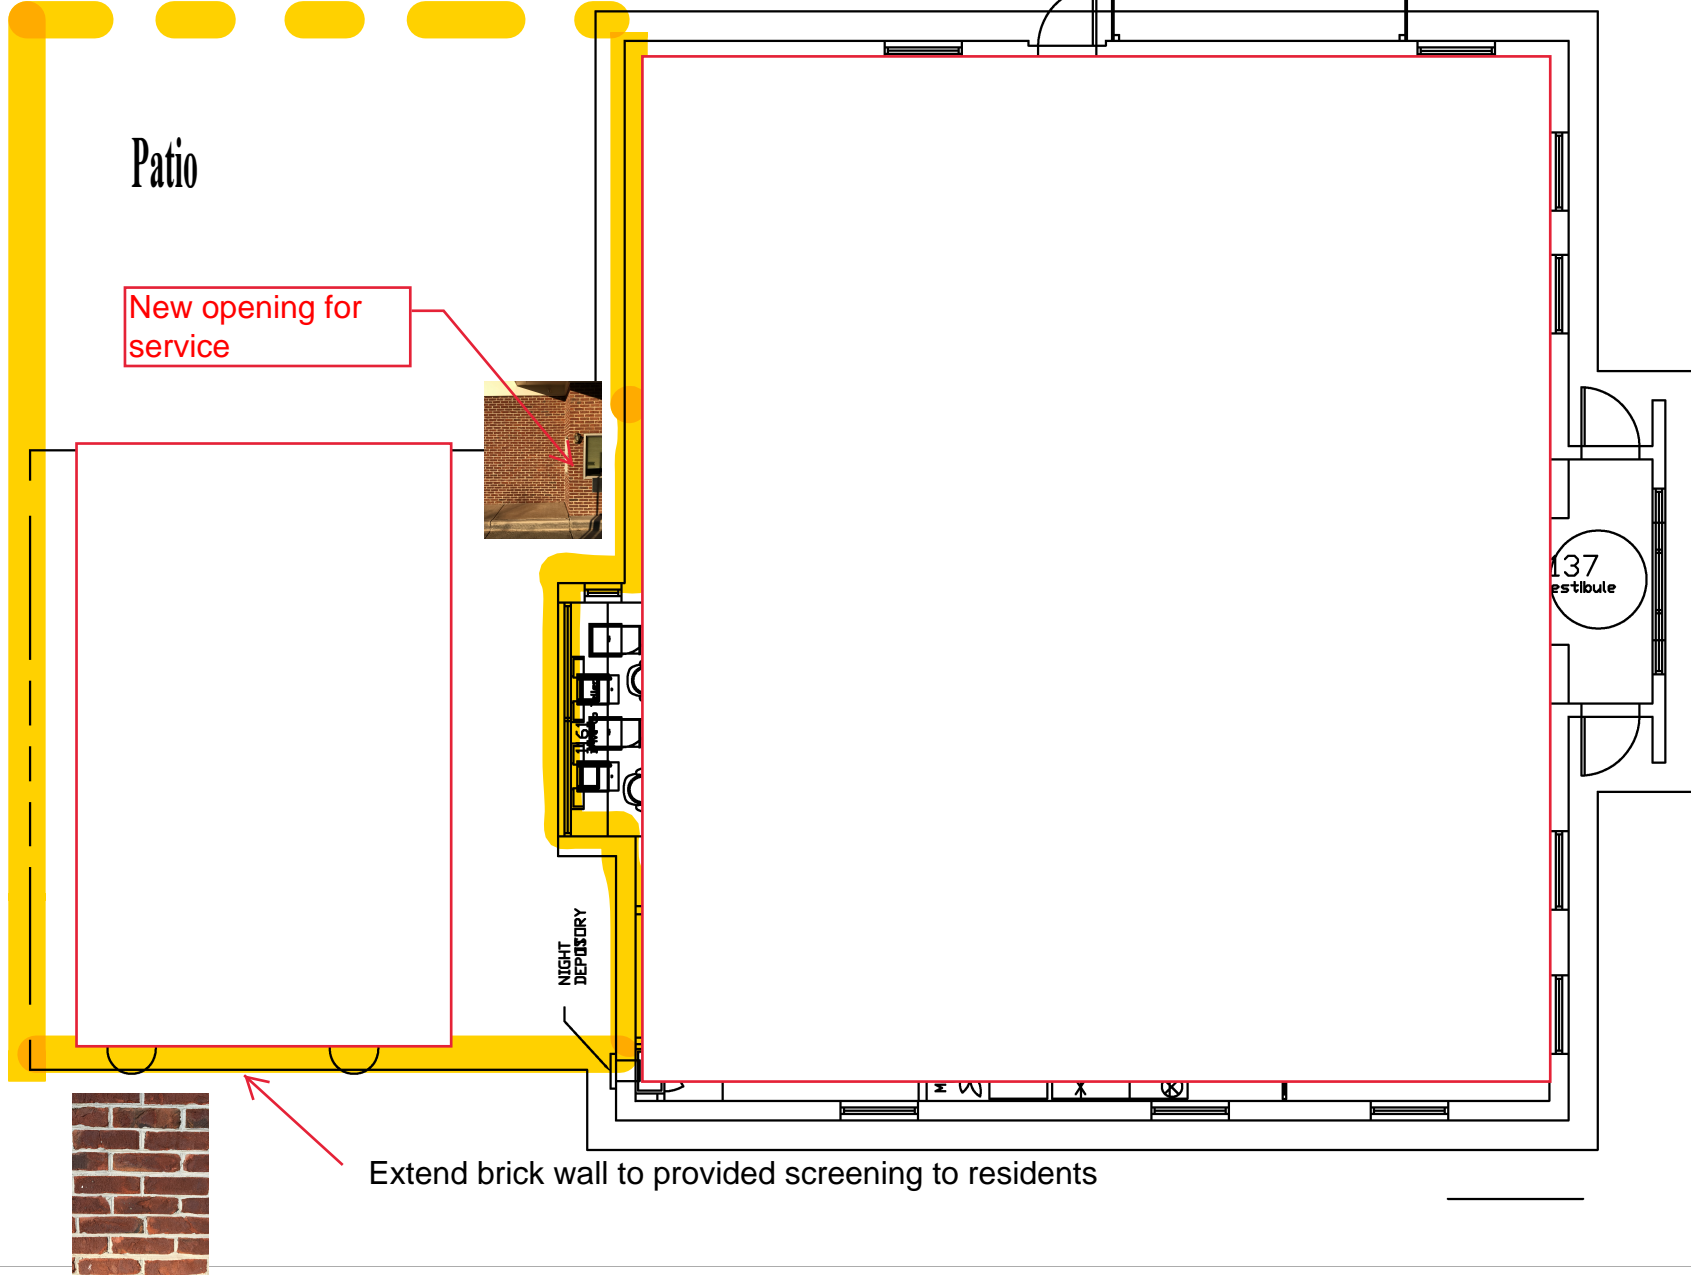 Patio
New opening for
service
137
estibule
NIGHT
DEPOSITORY
M
Extend brick wall to provided screening to residents